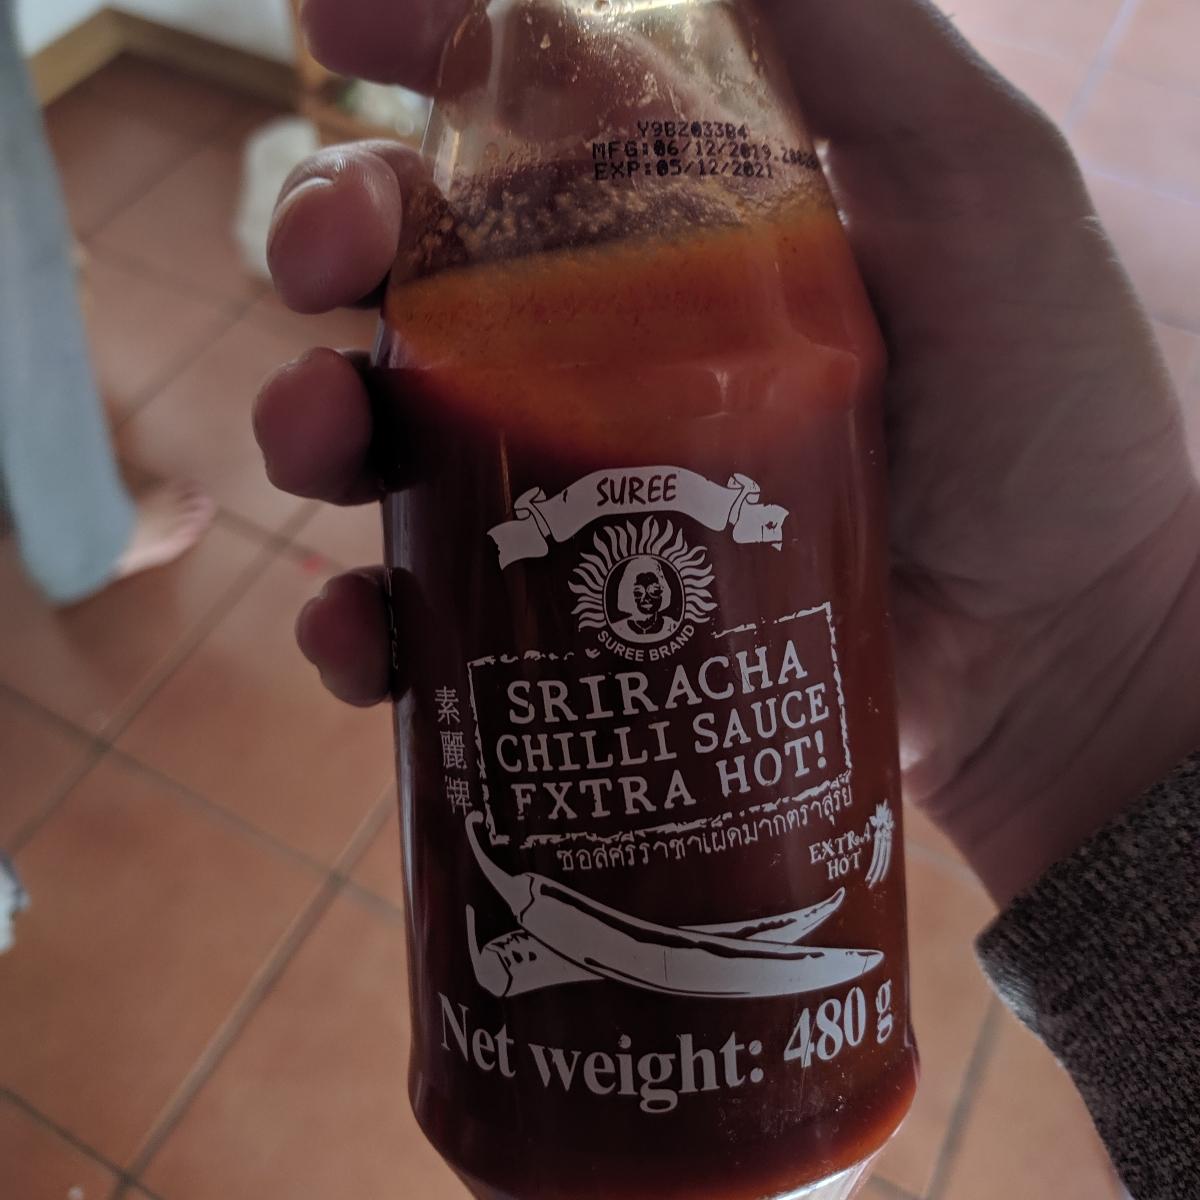 Y9BZ033B4
MFG:06/12/2019
EXP:05/12/2021
SUREE
SUREE BRAND
SRIRACHA
CHILLI SAUCE
EXTRA HOT!
素麗牌
ซอสศรีราชาเผ็ดมากตราสุรีย์
EXTRA
HOT
Net weight: 480 g